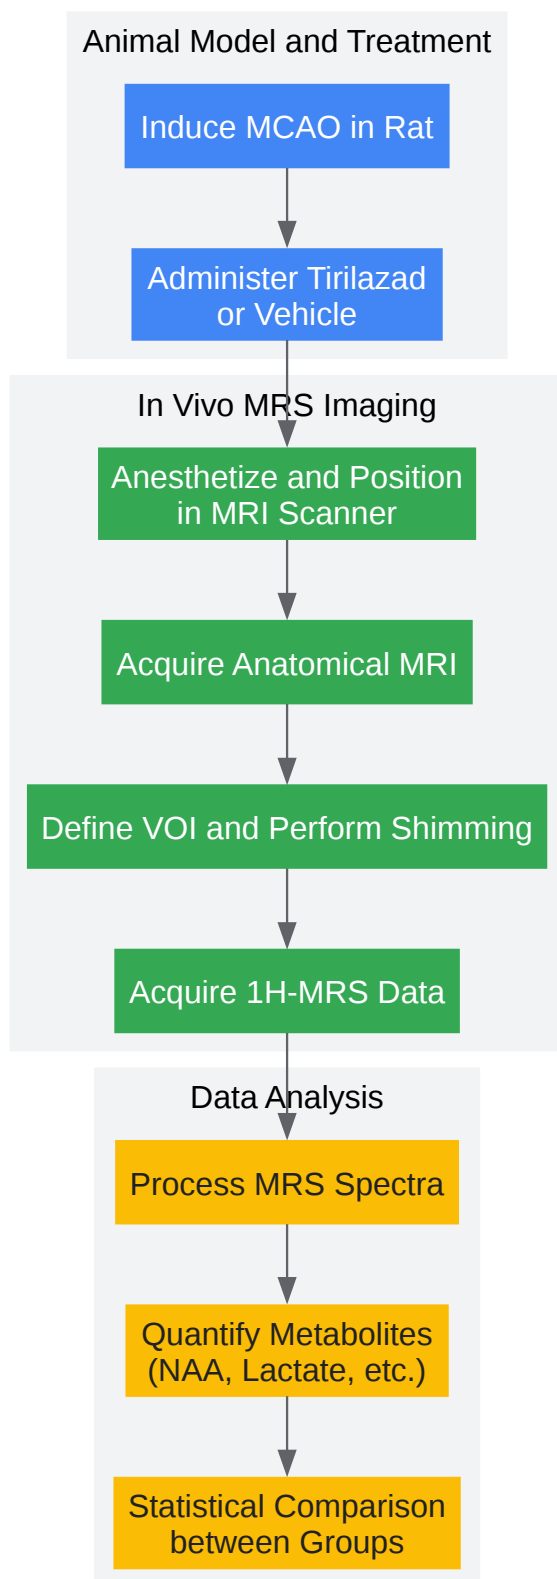 Animal Model and Treatment
Induce MCAO in Rat
Administer Tirilazad
or Vehicle
In Vivo MRS Imaging
Anesthetize and Position
in MRI Scanner
Acquire Anatomical MRI
Define VOI and Perform Shimming
Acquire 1H-MRS Data
Data Analysis
Process MRS Spectra
Quantify Metabolites
(NAA, Lactate, etc.)
Statistical Comparison
between Groups